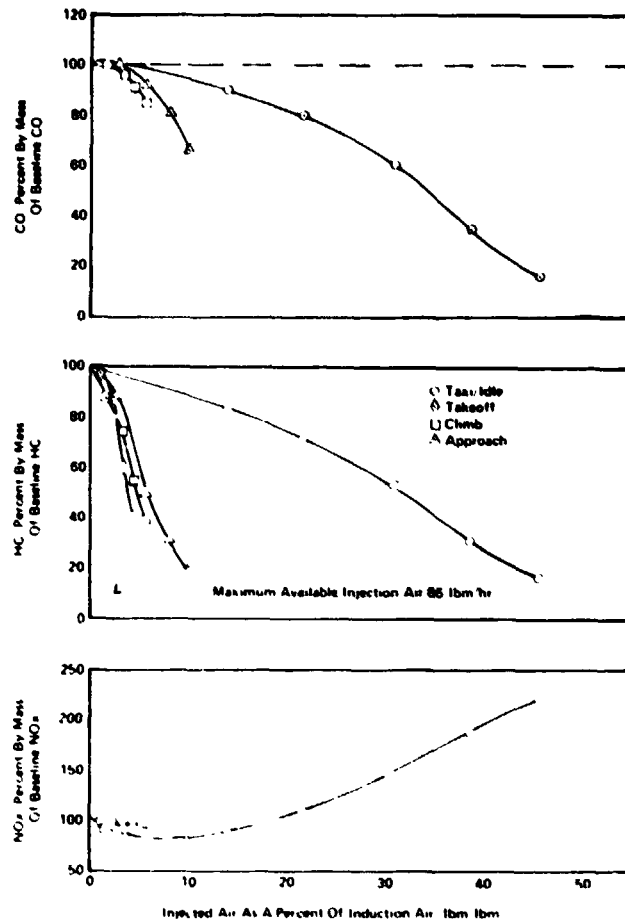 CO Percent By Mass
Of Baseline CO
120
100
80
60
40
20
0
HC Percent By Mass
Of Baseline HC
100
80
60
40
20
0
Taxi/Idle
Takeoff
Climb
Approach
L
Maximum Available Injection Air 86 lbm/hr
NOx Percent By Mass
Of Baseline NOx
250
200
150
100
50
0 10 20 30 40 50
Injected Air As A Percent Of Induction Air lbm lbm